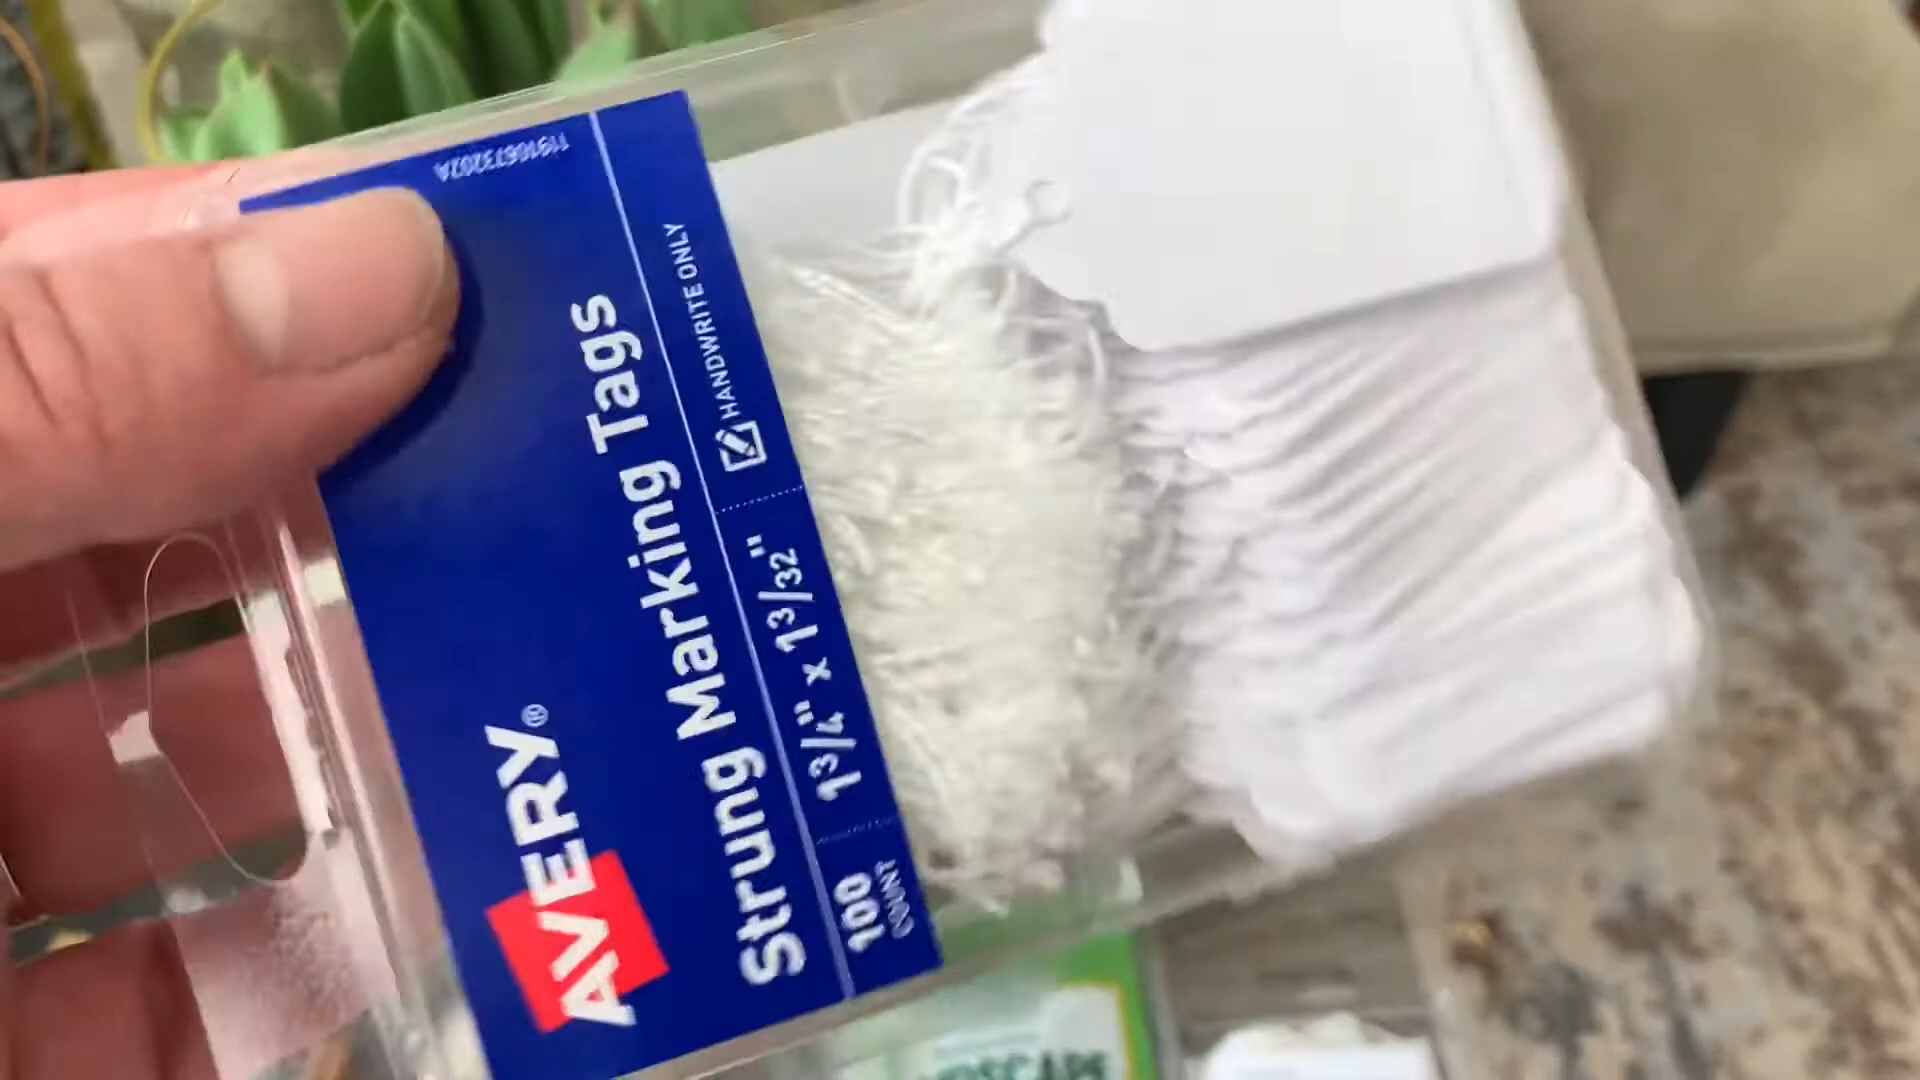 AVERY®
Strung Marking Tags
100 COUNT
1 3/4" x 1 3/32"
HANDWRITE ONLY